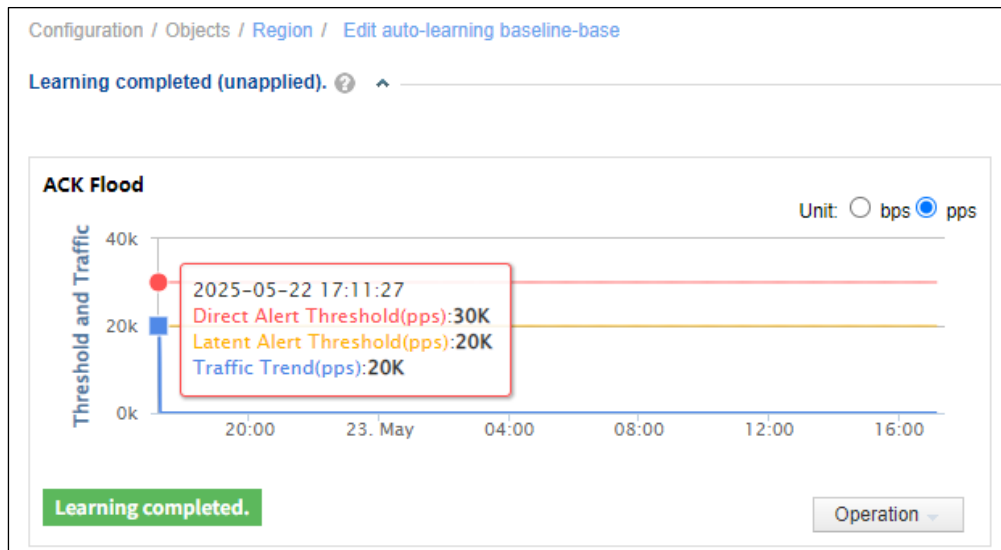 Configuration / Objects / Region / Edit auto-learning baseline-base
Learning completed (unapplied). ?
ACK Flood
Unit: bps pps
Threshold and Traffic
40k
20k
0k
2025-05-22 17:11:27
Direct Alert Threshold(pps):30K
Latent Alert Threshold(pps):20K
Traffic Trend(pps):20K
20:00 23. May 04:00 08:00 12:00 16:00
Learning completed.
Operation